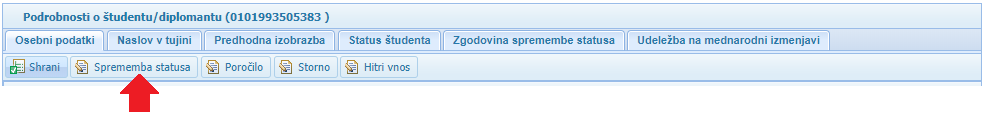 Podrobnosti o študentu/diplomantu (0101993505383 )
Osebni podatki Naslov v tujini Predhodna izobrazba Status študenta Zgodovina spremembe statusa Udeležba na mednarodni izmenjavi
Shrani Sprememba statusa Poročilo Storno Hitri vnos